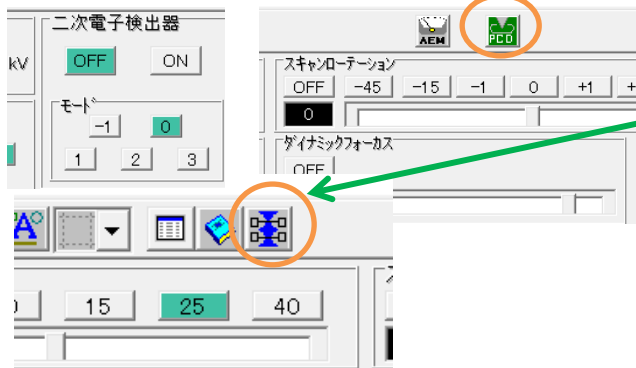 二次電子検出器
kV
OFF ON
モード
-1 0
1 2 3
AEM PCD
スキャンローテーション
OFF -45 -15 -1 0 +1
0
ダイナミックフォーカス
OFF
A
15 25 40